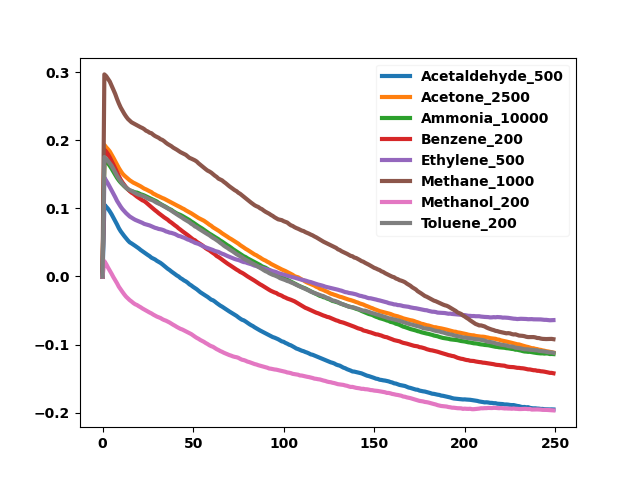 0.3
0.2
0.1
0.0
−0.1
−0.2
0 50 100 150 200 250
Acetaldehyde_500
Acetone_2500
Ammonia_10000
Benzene_200
Ethylene_500
Methane_1000
Methanol_200
Toluene_200